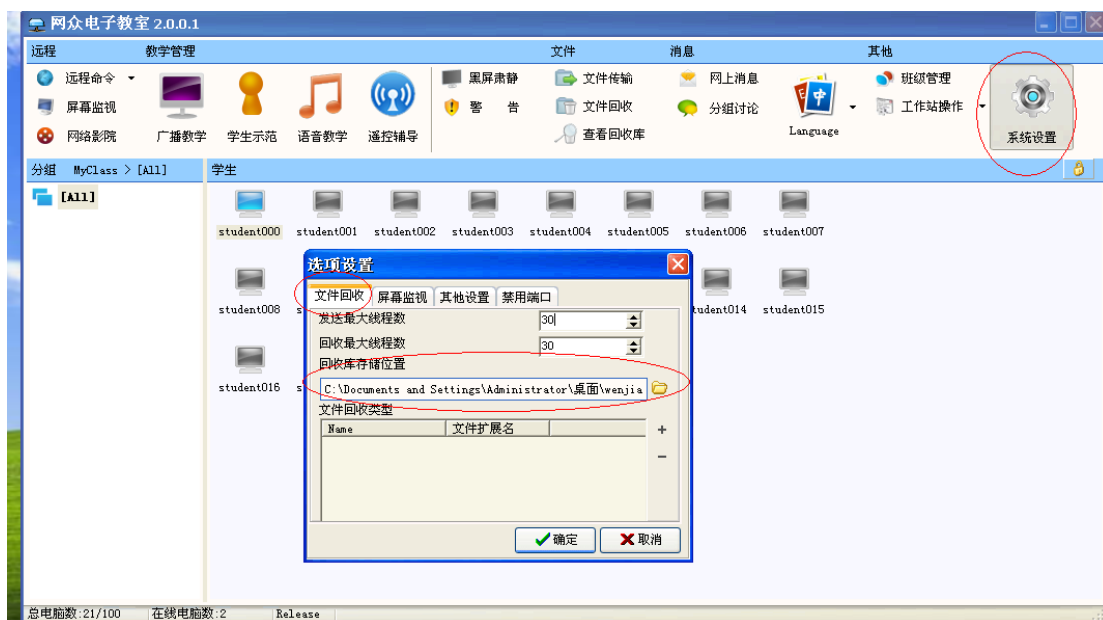 网众电子教室 2.0.0.1
远程 教学管理 文件 消息 其他
远程命令
屏幕监视
网络影院
广播教学
学生示范
语音教学
遥控辅导
黑屏肃静
警 告
文件传输
文件回收
查看回收库
网上消息
分组讨论
Language
班级管理
工作站操作
系统设置
分组 MyClass > [All]
学生
[All]
student000 student001 student002 student003 student004 student005 student006 student007
student008 s tudent014 student015
student016 s
选项设置
文件回收 屏幕监视 其他设置 禁用端口
发送最大线程数 30
回收最大线程数 30
回收库存储位置
C:\Documents and Settings\Administrator\桌面\wenjia
文件回收类型
Name 文件扩展名
+
-
确定 取消
总电脑数:21/100 在线电脑数:2 Release